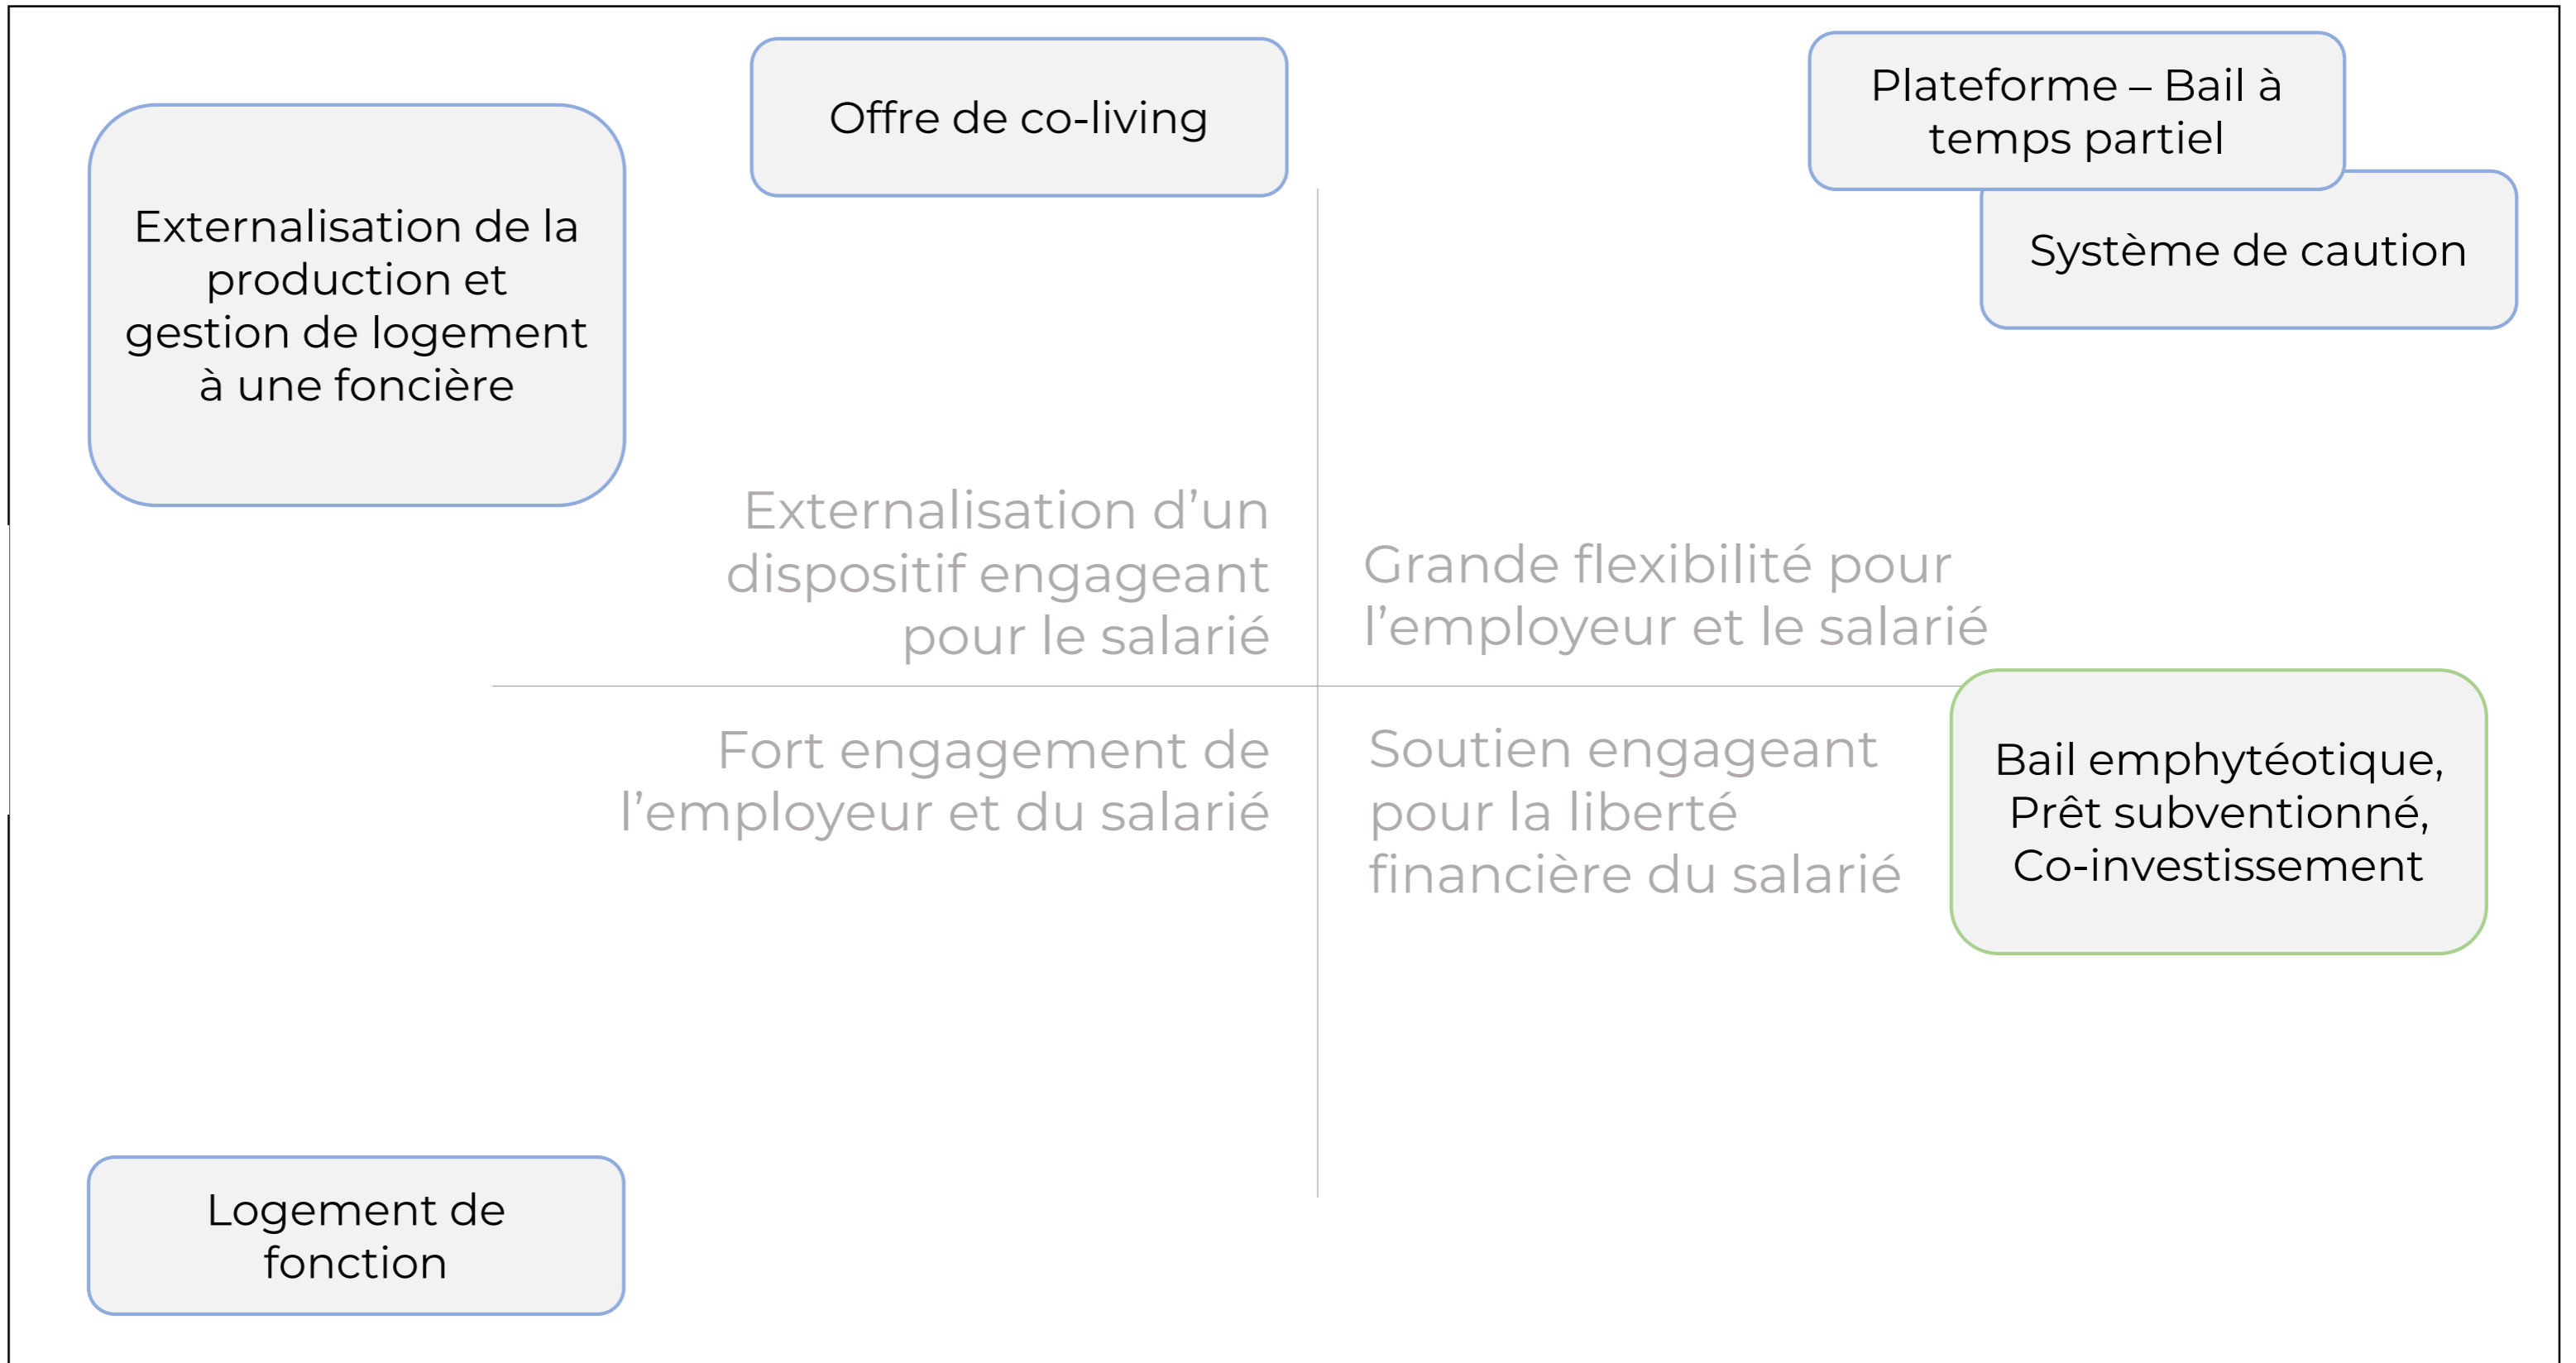 Offre de co-living
Plateforme – Bail à
temps partiel
Externalisation de la
production et
gestion de logement
à une foncière
Système de caution
Externalisation d’un
dispositif engageant
pour le salarié
Grande flexibilité pour
l’employeur et le salarié
Fort engagement de
l’employeur et du salarié
Soutien engageant
pour la liberté
financière du salarié
Bail emphytéotique,
Prêt subventionné,
Co-investissement
Logement de
fonction